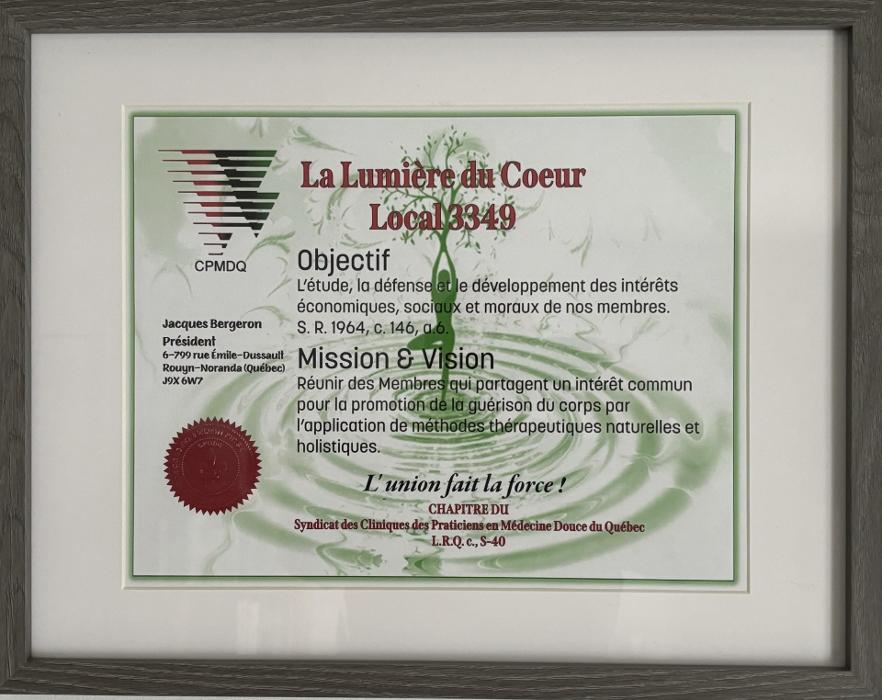 La Lumière du Coeur
Local 3349
CPMDQ
Objectif
L'étude, la défense et le développement des intérêts
économiques, sociaux et moraux de nos membres.
S. R. 1964, c. 146, a.6.
Jacques Bergeron
Président
6-799 rue Émile-Dussault
Rouyn-Noranda (Québec)
J9X 6W7
Mission & Vision
Réunir des Membres qui partagent un intérêt commun
pour la promotion de la guérison du corps par
l'application de méthodes thérapeutiques naturelles et
holistiques.
L'union fait la force !
CHAPITRE DU
Syndicat des Cliniques des Praticiens en Médecine Douce du Québec
L.R.Q. c., S-40